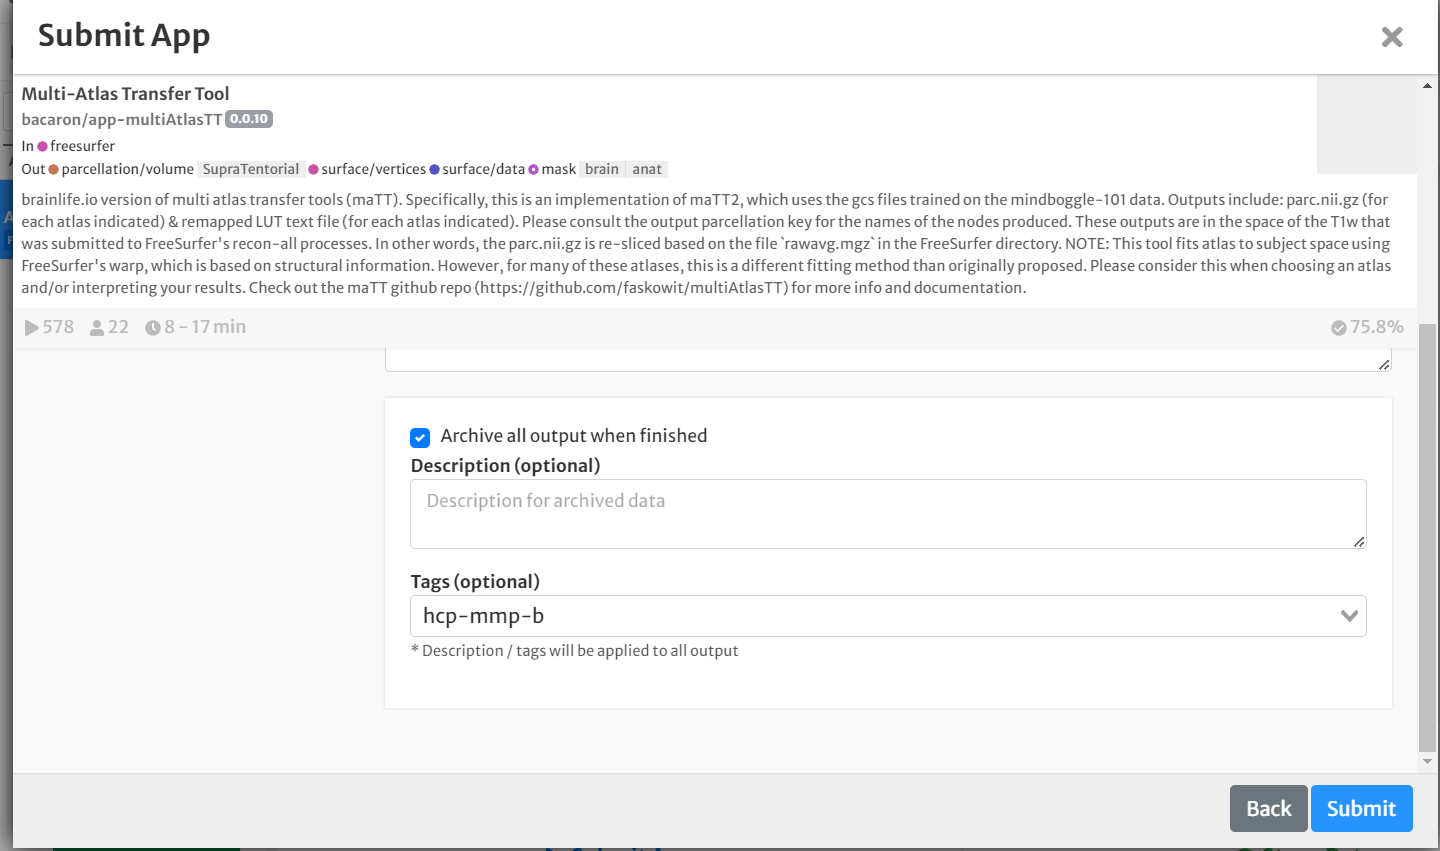 Submit App
Multi-Atlas Transfer Tool
bacaron/app-multiAtlasTT 0.0.10
In freesurfer
Out parcellation/volume SupraTentorial surface/vertices surface/data mask brain anat
brainlife.io version of multi atlas transfer tools (maTT). Specifically, this is an implementation of maTT2, which uses the gcs files trained on the mindboggle-101 data. Outputs include: parc.nii.gz (for
each atlas indicated) & remapped LUT text file (for each atlas indicated). Please consult the output parcellation key for the names of the nodes produced. These outputs are in the space of the T1w that
was submitted to FreeSurfer's recon-all processes. In other words, the parc.nii.gz is re-sliced based on the file `rawavg.mgz` in the FreeSurfer directory. NOTE: This tool fits atlas to subject space using
FreeSurfer's warp, which is based on structural information. However, for many of these atlases, this is a different fitting method than originally proposed. Please consider this when choosing an atlas
and/or interpreting your results. Check out the maTT github repo (https://github.com/faskowit/multiAtlasTT) for more info and documentation.
578 22 8 - 17 min 75.8%
Archive all output when finished
Description (optional)
Description for archived data
Tags (optional)
hcp-mmp-b
* Description / tags will be applied to all output
Back Submit